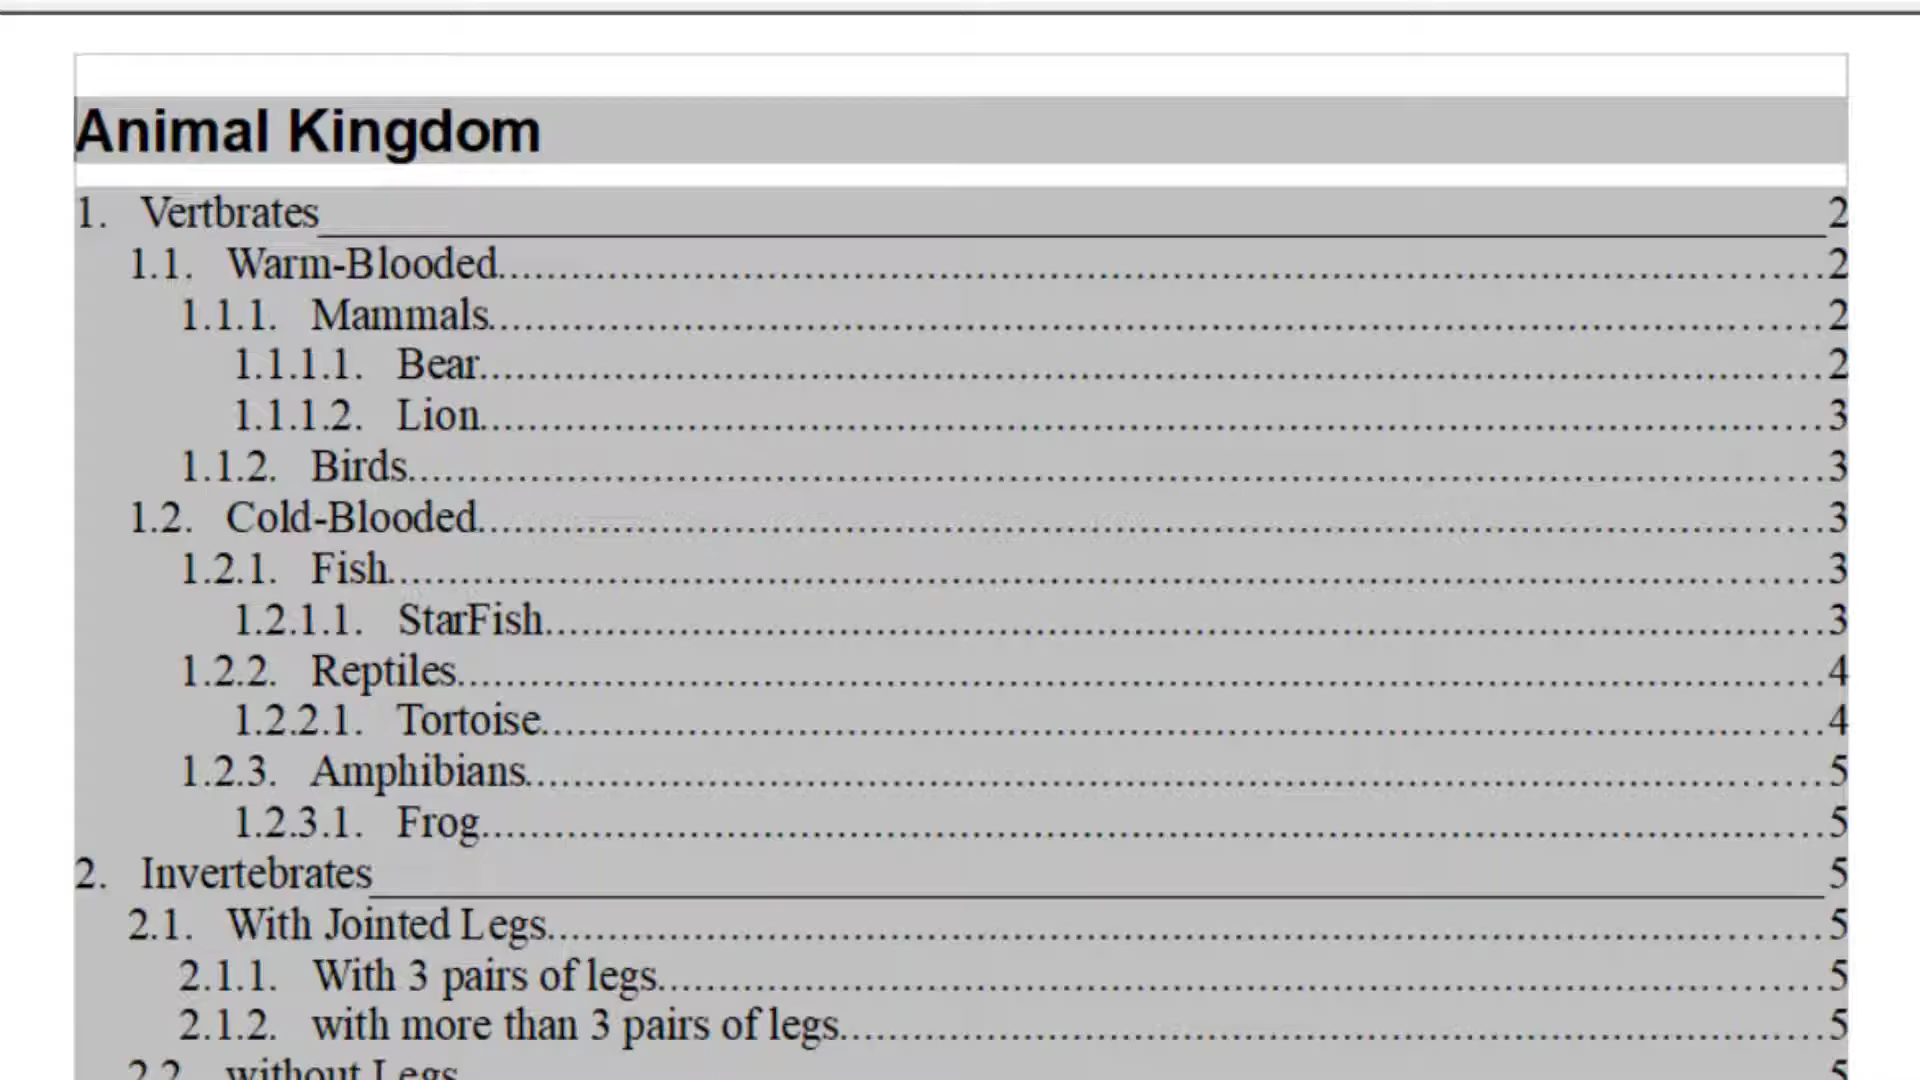 Animal Kingdom
1. Vertbrates 2
1.1. Warm-Blooded 2
1.1.1. Mammals 2
1.1.1.1. Bear 2
1.1.1.2. Lion 3
1.1.2. Birds 3
1.2. Cold-Blooded 3
1.2.1. Fish 3
1.2.1.1. StarFish 3
1.2.2. Reptiles 4
1.2.2.1. Tortoise 4
1.2.3. Amphibians 5
1.2.3.1. Frog 5
2. Invertebrates 5
2.1. With Jointed Legs 5
2.1.1. With 3 pairs of legs 5
2.1.2. with more than 3 pairs of legs 5
2.2. without Legs 5